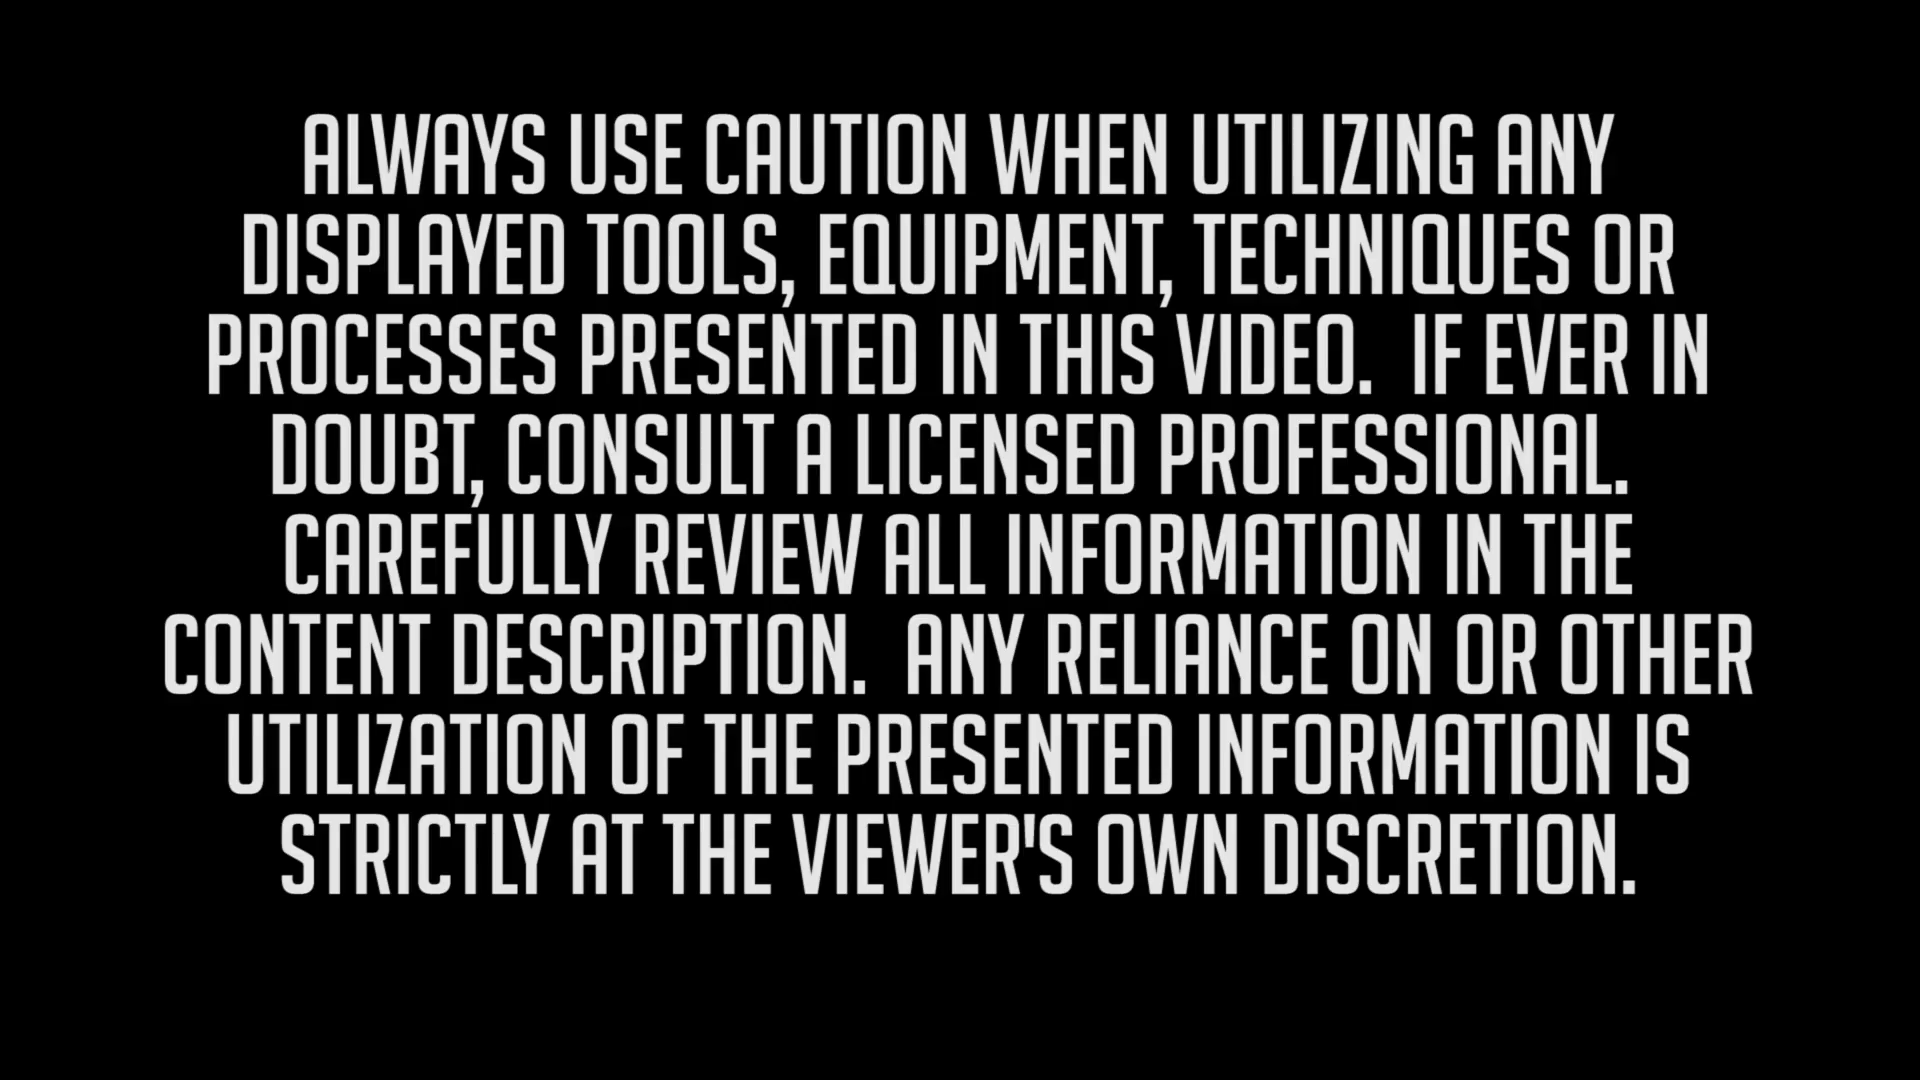 ALWAYS USE CAUTION WHEN UTILIZING ANY
DISPLAYED TOOLS, EQUIPMENT, TECHNIQUES OR
PROCESSES PRESENTED IN THIS VIDEO.  IF EVER IN
DOUBT, CONSULT A LICENSED PROFESSIONAL.
CAREFULLY REVIEW ALL INFORMATION IN THE
CONTENT DESCRIPTION.  ANY RELIANCE ON OR OTHER
UTILIZATION OF THE PRESENTED INFORMATION IS
STRICTLY AT THE VIEWER'S OWN DISCRETION.